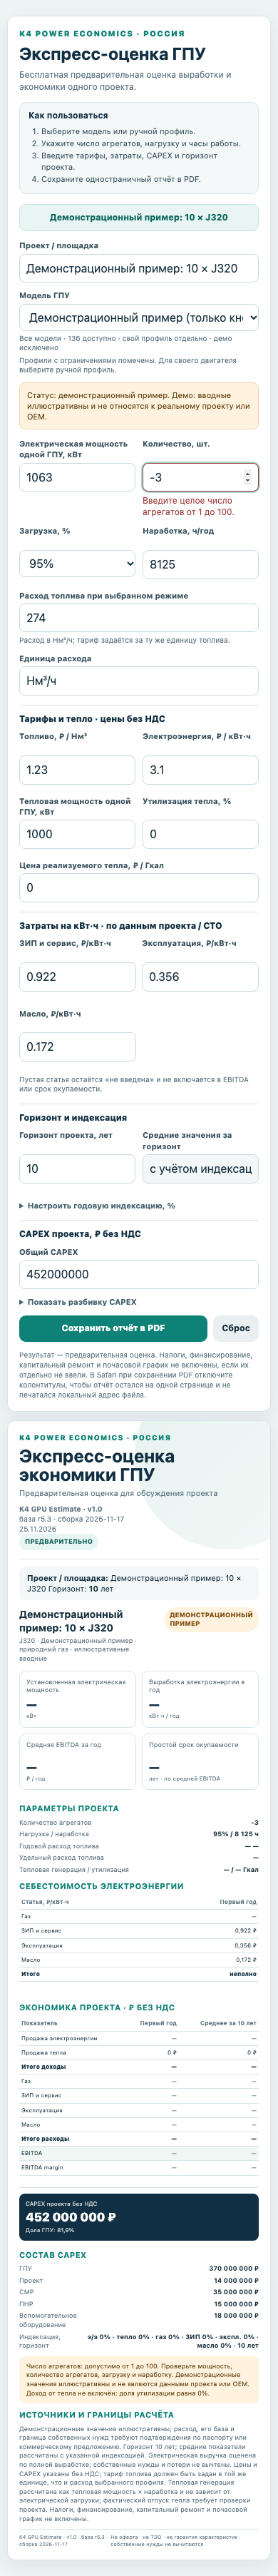 K4 POWER ECONOMICS · РОССИЯ
Экспресс-оценка ГПУ
Бесплатная предварительная оценка выработки и
экономики одного проекта.
Как пользоваться
1. Выберите модель или ручной профиль.
2. Укажите число агрегатов, нагрузку и часы работы.
3. Введите тарифы, затраты, CAPEX и горизонт
проекта.
4. Сохраните одностраничный отчёт в PDF.
Демонстрационный пример: 10 × J320
Проект / площадка
Демонстрационный пример: 10 × J320
Модель ГПУ
Демонстрационный пример (только кно
Все модели · 136 доступно · свой профиль отдельно · демо
исключено
Профили с ограничениями помечены. Для своего двигателя
выберите ручной профиль.
Статус: демонстрационный пример. Демо: вводные
иллюстративны и не относятся к реальному проекту или
OEM.
Электрическая мощность
одной ГПУ, кВт
Количество, шт.
1063
-3
Введите целое число
агрегатов от 1 до 100.
Загрузка, %
Наработка, ч/год
95%
8125
Расход топлива при выбранном режиме
274
Расход в Нм³/ч; тариф задаётся за ту же единицу топлива.
Единица расхода
Нм³/ч
Тарифы и тепло · цены без НДС
Топливо, ₽ / Нм³
Электроэнергия, ₽ / кВт·ч
1.23
3.1
Тепловая мощность одной
ГПУ, кВт
Утилизация тепла, %
1000
0
Цена реализуемого тепла, ₽ / Гкал
0
Затраты на кВт·ч · по данным проекта / СТО
ЗИП и сервис, ₽/кВт·ч
Эксплуатация, ₽/кВт·ч
0.922
0.356
Масло, ₽/кВт·ч
0.172
Пустая статья остаётся «не введена» и не включается в EBITDA
или срок окупаемости.
Горизонт и индексация
Горизонт проекта, лет
Средние значения за
горизонт
10
с учётом индексац
▶ Настроить годовую индексацию, %
CAPEX проекта, ₽ без НДС
Общий CAPEX
452000000
▶ Показать разбивку CAPEX
Сохранить отчёт в PDF
Сброс
Результат — предварительная оценка. Налоги, финансирование,
капитальный ремонт и почасовой график не включены, если их
отдельно не ввели. В Safari при сохранении PDF отключите
колонтитулы, чтобы отчёт остался на одной странице и не
печатался локальный адрес файла.
K4 POWER ECONOMICS · РОССИЯ
Экспресс-оценка
экономики ГПУ
Предварительная оценка для обсуждения проекта
K4 GPU Estimate · v1.0
база r5.3 · сборка 2026-11-17
25.11.2026
ПРЕДВАРИТЕЛЬНО
Проект / площадка: Демонстрационный пример: 10 ×
J320 Горизонт: 10 лет
Демонстрационный
пример: 10 × J320
ДЕМОНСТРАЦИОННЫЙ
ПРИМЕР
J320 · Демонстрационный пример ·
природный газ · иллюстративные
вводные
Установленная электрическая
мощность
—
кВт
Выработка электроэнергии в
год
—
кВт·ч / год
Средняя EBITDA за год
—
₽ / год
Простой срок окупаемости
—
лет · по средней EBITDA
ПАРАМЕТРЫ ПРОЕКТА
Количество агрегатов -3
Нагрузка / наработка 95% / 8 125 ч
Годовой расход топлива — —
Удельный расход топлива —
Тепловая генерация / утилизация — / — Гкал
СЕБЕСТОИМОСТЬ ЭЛЕКТРОЭНЕРГИИ
Статья, ₽/кВт·ч Первый год
Газ —
ЗИП и сервис 0,922 ₽
Эксплуатация 0,356 ₽
Масло 0,172 ₽
Итого неполно
ЭКОНОМИКА ПРОЕКТА · ₽ БЕЗ НДС
Показатель Первый год Среднее за 10 лет
Продажа электроэнергии — —
Продажа тепла 0 ₽ 0 ₽
Итого доходы — —
Газ — —
ЗИП и сервис — —
Эксплуатация — —
Масло — —
Итого расходы — —
EBITDA — —
EBITDA margin — —
CAPEX проекта без НДС
452 000 000 ₽
Доля ГПУ: 81,9%
СОСТАВ CAPEX
ГПУ 370 000 000 ₽
Проект 14 000 000 ₽
СМР 35 000 000 ₽
ПНР 15 000 000 ₽
Вспомогательное
оборудование 18 000 000 ₽
Индексация,
горизонт
э/э 0% · тепло 0% · газ 0% · ЗИП 0% · экспл. 0% ·
масло 0% · 10 лет
Число агрегатов: допустимо от 1 до 100. Проверьте мощность,
количество агрегатов, загрузку и наработку. Демонстрационные
значения иллюстративны и не являются данными проекта или OEM.
Доход от тепла не включён: доля утилизации равна 0%.
ИСТОЧНИКИ И ГРАНИЦЫ РАСЧЁТА
Демонстрационные значения иллюстративны; расход, его база и
граница собственных нужд требуют подтверждения по паспорту или
коммерческому предложению. Горизонт 10 лет; средние показатели
рассчитаны с указанной индексацией. Электрическая выручка оценена
по полной выработке; собственные нужды и потери не вычтены. Цены и
CAPEX указаны без НДС; тариф топлива должен быть задан в той же
единице, что и расход выбранного профиля. Тепловая генерация
рассчитана как тепловая мощность × наработка и не зависит от
электрической загрузки; фактический отпуск тепла требует проверки
проекта. Налоги, финансирование, капитальный ремонт и почасовой
график не включены.
K4 GPU Estimate · v1.0 · база r5.3 ·
сборка 2026-11-17
Не оферта · не ТЭО · не гарантия характеристик ·
собственные нужды не вычитаются